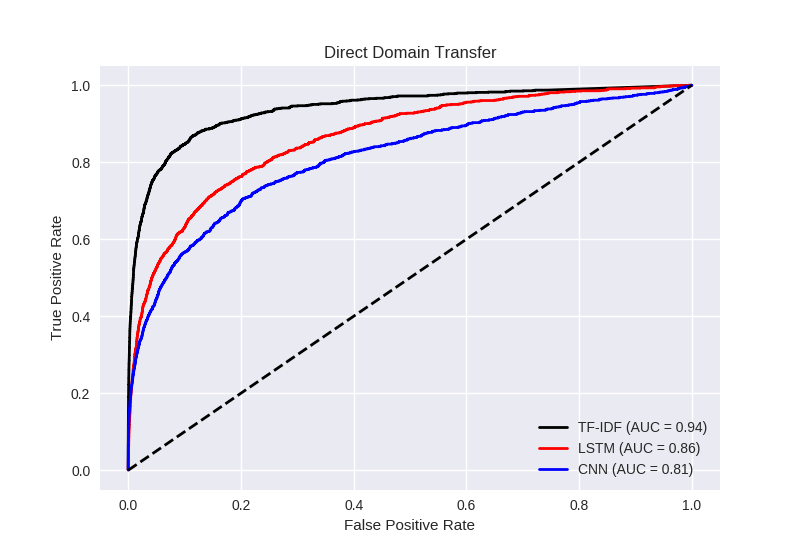 Direct Domain Transfer
True Positive Rate
1.0
0.8
0.6
0.4
0.2
0.0
TF-IDF (AUC = 0.94)
LSTM (AUC = 0.86)
CNN (AUC = 0.81)
0.0 0.2 0.4 0.6 0.8 1.0
False Positive Rate